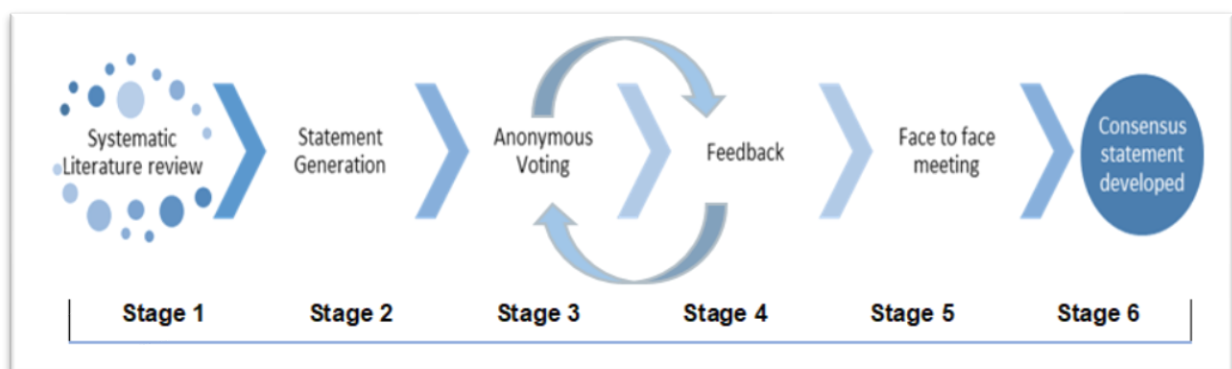 Systematic
Literature review
Statement
Generation
Anonymous
Voting
Feedback
Face to face
meeting
Consensus
statement
developed
Stage 1
Stage 2
Stage 3
Stage 4
Stage 5
Stage 6